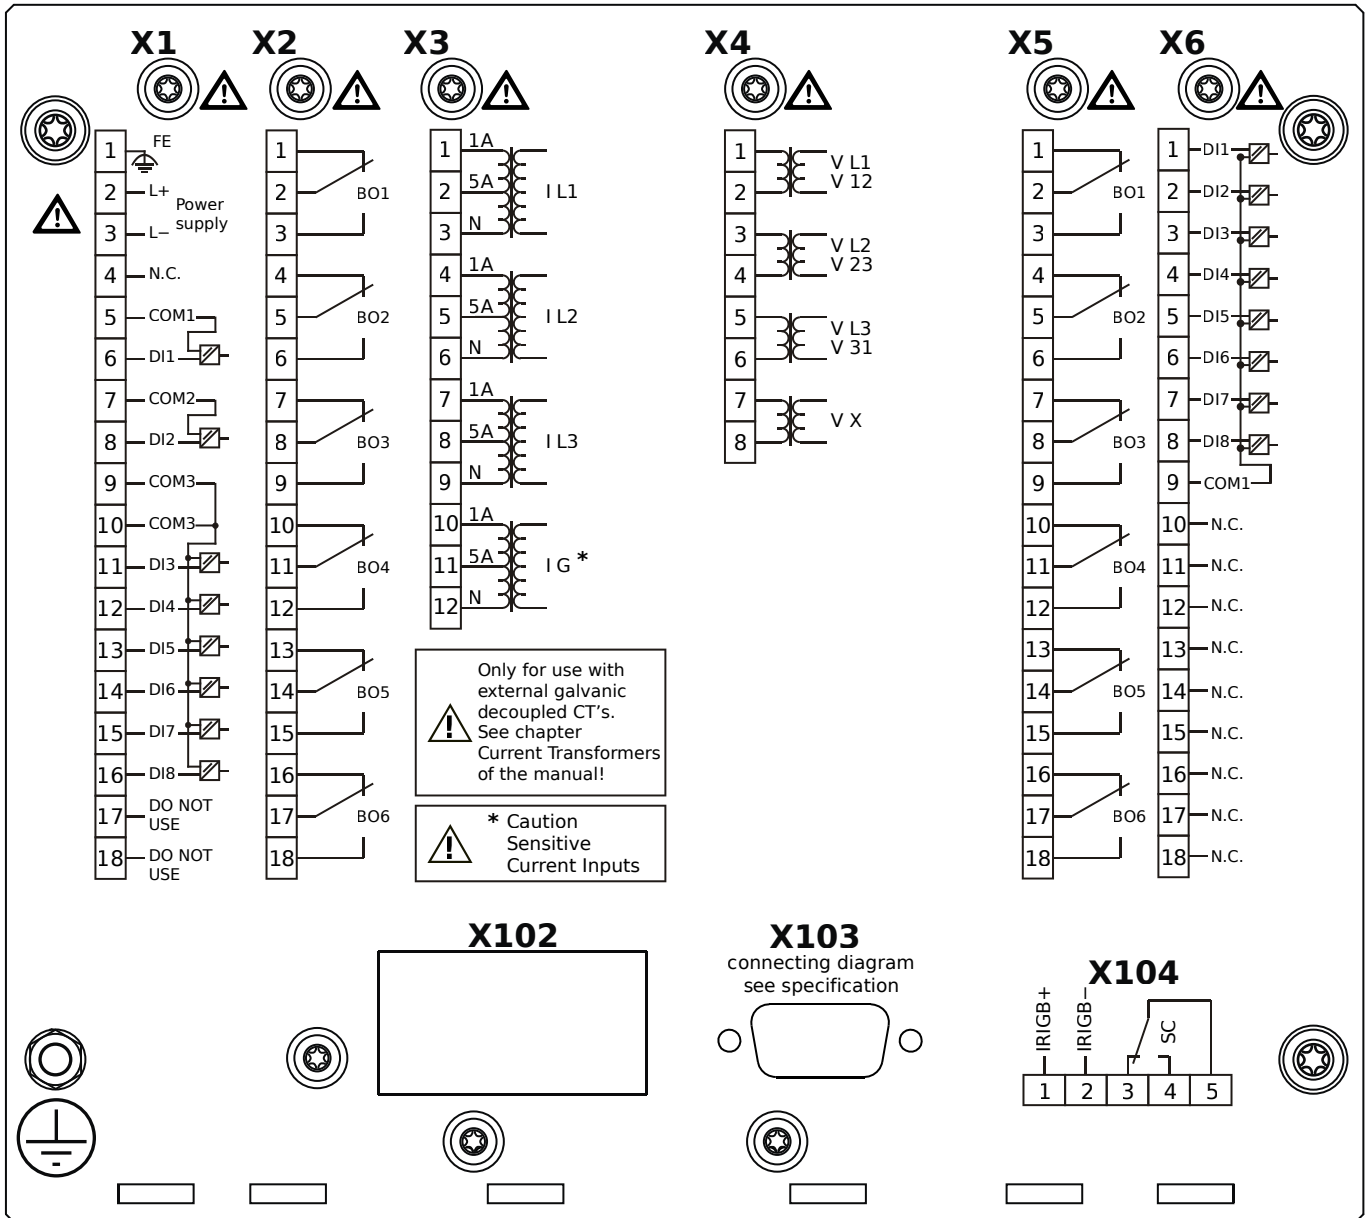 X1 X2 X3 X4 X5 X6
1 FE
2 L+
Power
supply
3 L−
4 N.C.
5 COM1
6 DI1
7 COM2
8 DI2
9 COM3
10 COM3
11 DI3
12 DI4
13 DI5
14 DI6
15 DI7
16 DI8
17 DO NOT
USE
18 DO NOT
USE
1
2 BO1
3
4
5 BO2
6
7
8 BO3
9
10
11 BO4
12
13
14 BO5
15
16
17 BO6
18
1 1A
2 5A I L1
3 N
4 1A
5 5A I L2
6 N
7 1A
8 5A I L3
9 N
10 1A
11 5A I G *
12 N
Only for use with
external galvanic
decoupled CT's.
See chapter
Current Transformers
of the manual!
* Caution
Sensitive
Current Inputs
1 V L1
2 V 12
3 V L2
4 V 23
5 V L3
6 V 31
7 V X
8
1
2 BO1
3
4
5 BO2
6
7
8 BO3
9
10
11 BO4
12
13
14 BO5
15
16
17 BO6
18
1 DI1
2 DI2
3 DI3
4 DI4
5 DI5
6 DI6
7 DI7
8 DI8
9 COM1
10 N.C.
11 N.C.
12 N.C.
13 N.C.
14 N.C.
15 N.C.
16 N.C.
17 N.C.
18 N.C.
X102
X103
connecting diagram
see specification
X104
IRIGB+
IRIGB−
SC
1 2 3 4 5